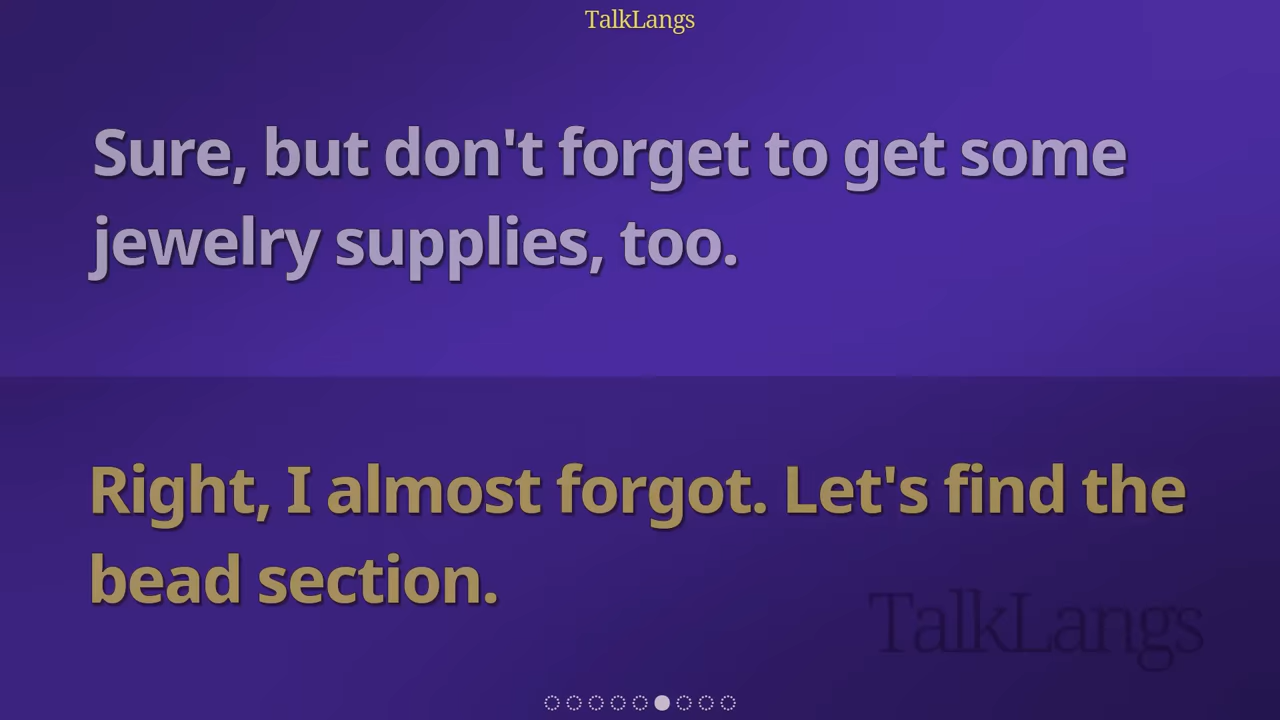 TalkLangs
Sure, but don't forget to get some
jewelry supplies, too.
Right, I almost forgot. Let's find the
bead section.
TalkLangs